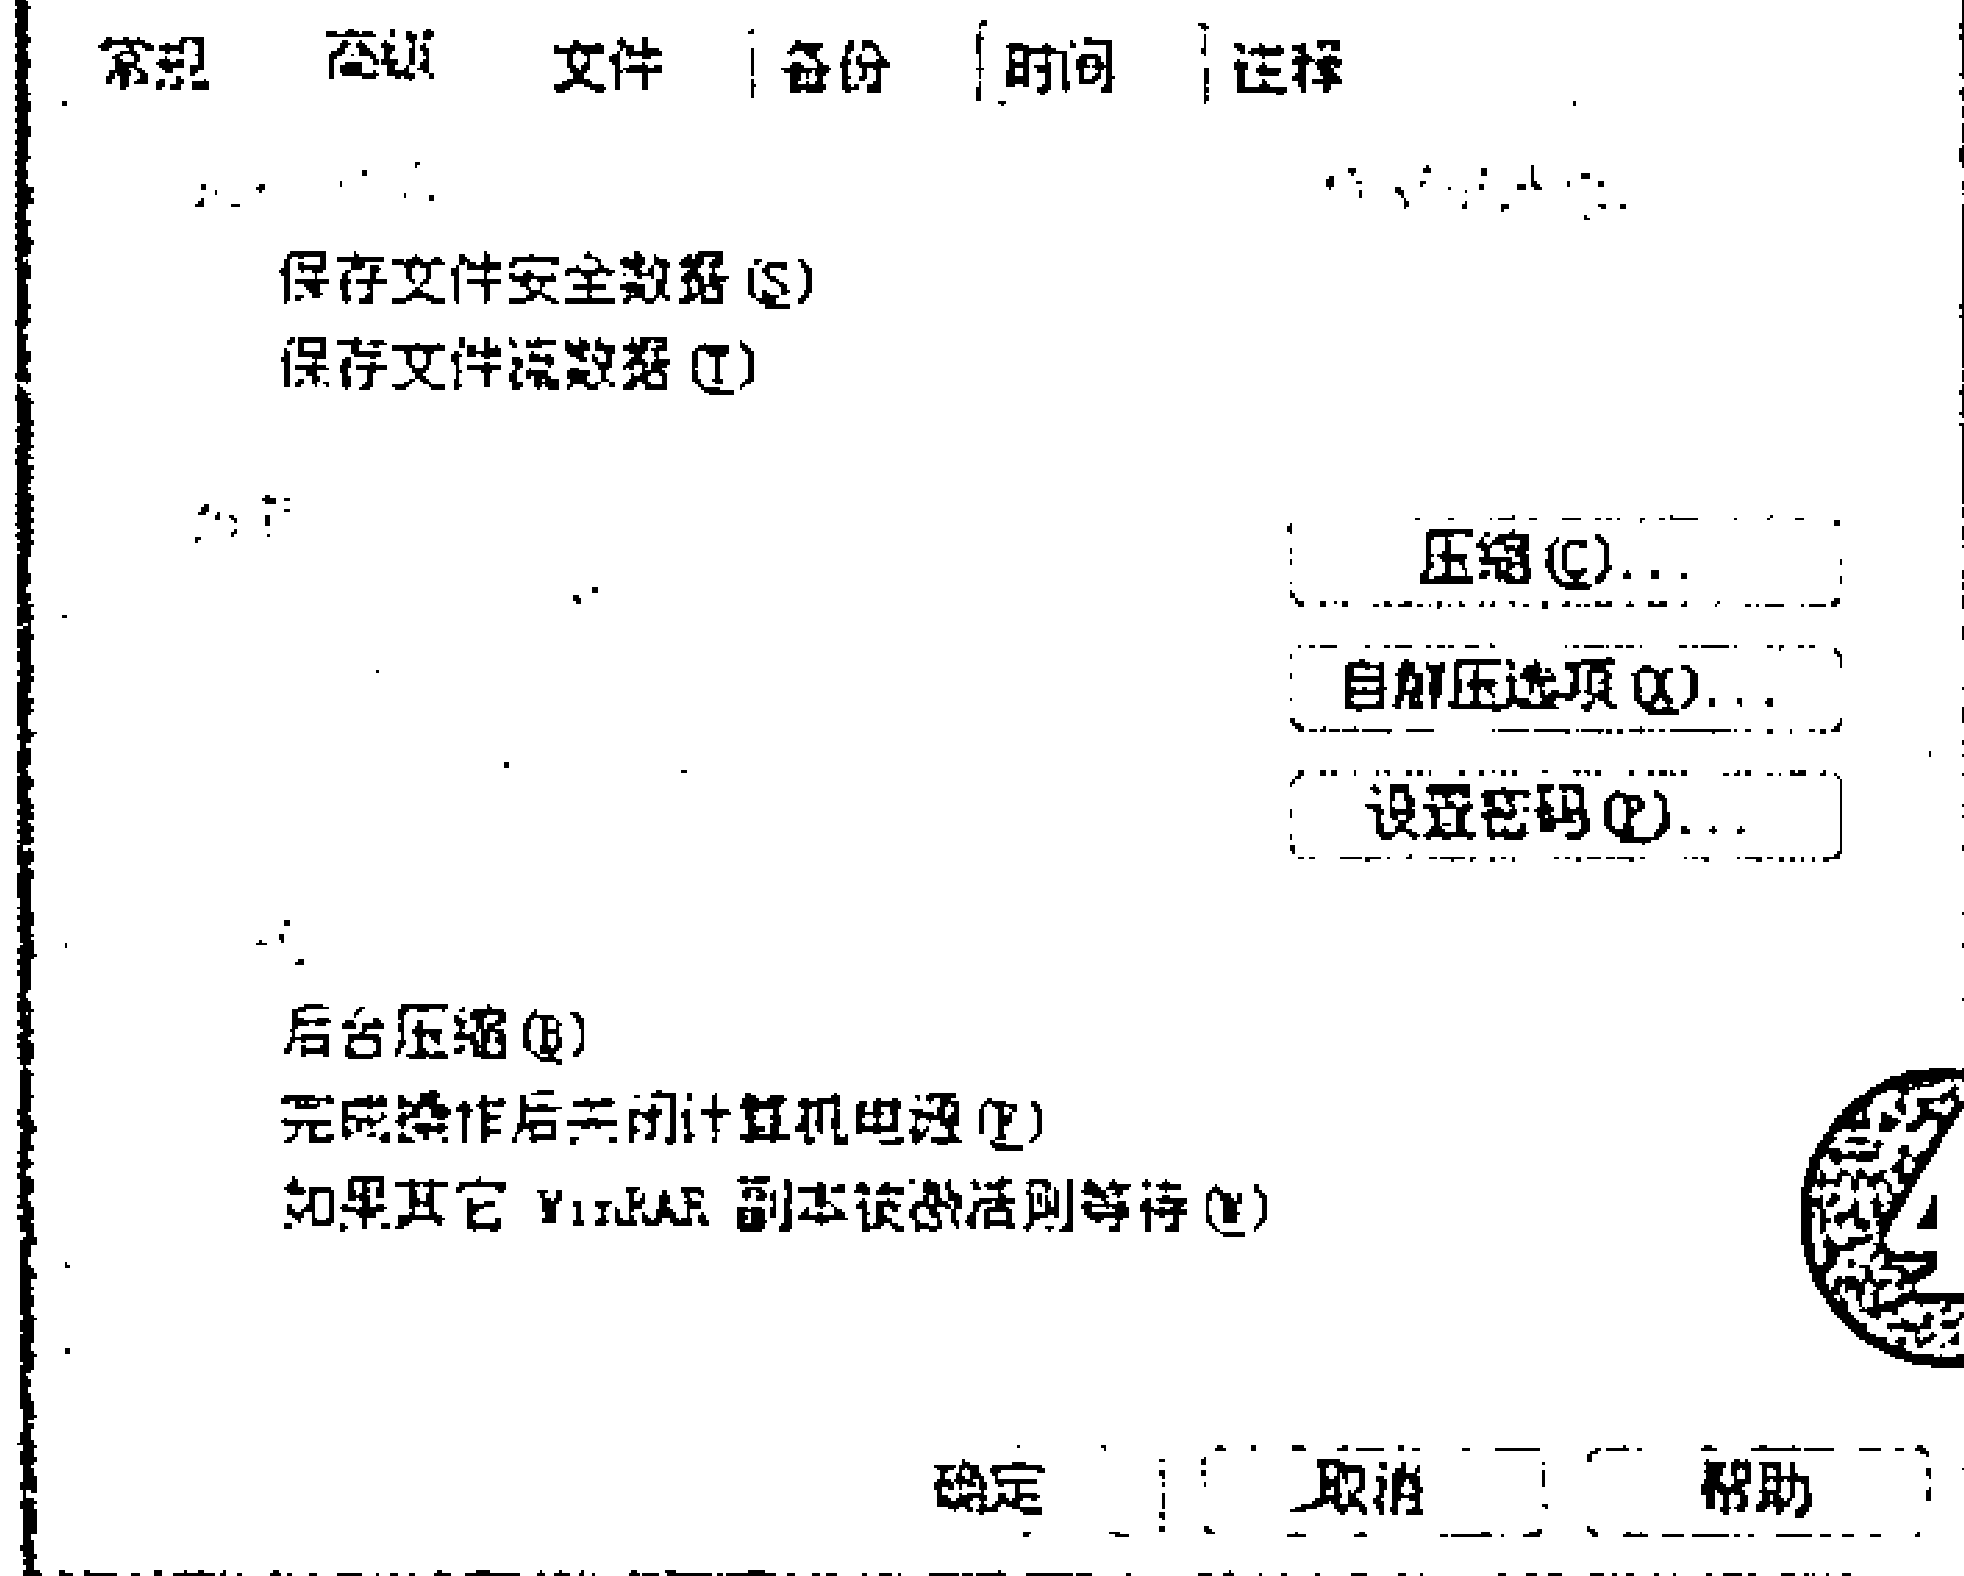 常规 高级 文件 备份 时间 注释
保存文件安全数据(S)
保存文件流数据(T)
压缩(C)...
自解压选项(X)...
设置密码(P)...
后台压缩(B)
完成操作后关闭计算机电源(F)
如果其它 WinRAR 副本被激活则等待(W)
确定 取消 帮助